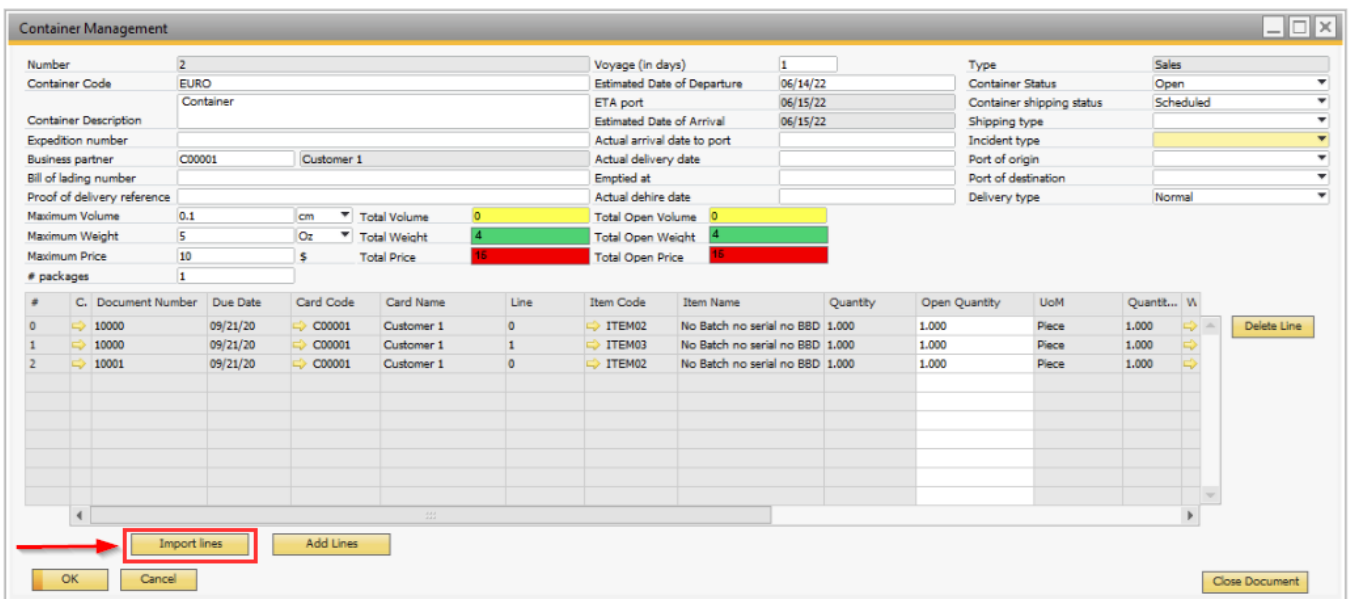 Container Management
Number 2 Voyage (in days) 1 Type Sales
Container Code EURO Estimated Date of Departure 06/14/22 Container Status Open
Container ETA port 06/15/22 Container shipping status Scheduled
Container Description Estimated Date of Arrival 06/15/22 Shipping type
Expedition number Actual arrival date to port Incident type
Business partner C00001 Customer 1 Actual delivery date Port of origin
Bill of lading number Emptied at Port of destination
Proof of delivery reference Actual dehire date Delivery type Normal
Maximum Volume 0.1 cm Total Volume 0 Total Open Volume 0
Maximum Weight 5 Oz Total Weight 4 Total Open Weight 4
Maximum Price 10 $ Total Price 16 Total Open Price 16
# packages 1
# C. Document Number Due Date Card Code Card Name Line Item Code Item Name Quantity Open Quantity UoM Quantit... W
0 10000 09/21/20 C00001 Customer 1 0 ITEM02 No Batch no serial no BBD 1.000 1.000 Piece 1.000 Delete Line
1 10000 09/21/20 C00001 Customer 1 1 ITEM03 No Batch no serial no BBD 1.000 1.000 Piece 1.000
2 10001 09/21/20 C00001 Customer 1 0 ITEM02 No Batch no serial no BBD 1.000 1.000 Piece 1.000
Import lines Add Lines
OK Cancel Close Document